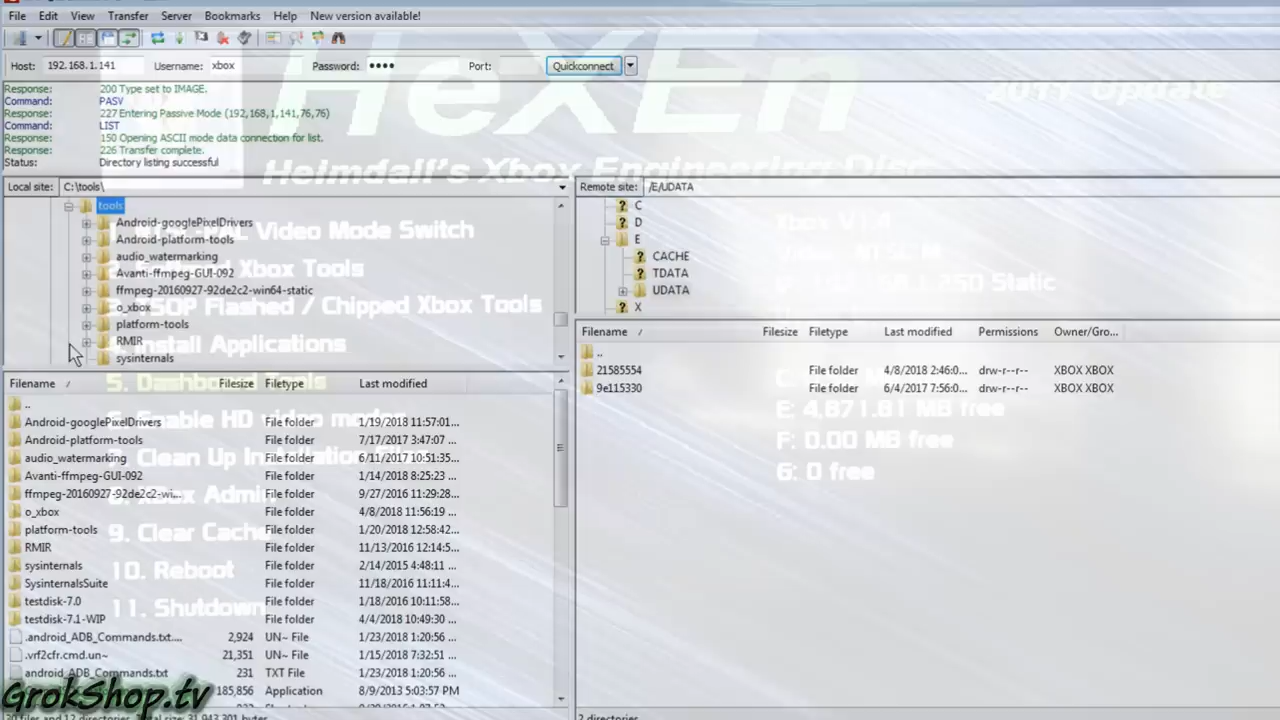 File Edit View Transfer Server Bookmarks Help New version available!
Host: 192.168.1.141 Username: xbox Password: •••• Port: Quickconnect
Response: 200 Type set to IMAGE.
Command: PASV
Response: 227 Entering Passive Mode (192,168,1,141,76,76)
Command: LIST
Response: 150 Opening ASCII mode data connection for list.
Response: 226 Transfer complete.
Status: Directory listing successful
HeXEn
2017 Update
Heimdall's Xbox Engineering Disc
Local site: C:\tools\
tools
Android-googlePixelDrivers
Android-platform-tools
audio_watermarking
Avanti-ffmpeg-GUI-092
ffmpeg-20160927-92de2c2-win64-static
o_xbox
platform-tools
RMIR
sysinternals
Remote site: /E/UDATA
C
D
E
CACHE
TDATA
UDATA
X
Filename / Filesize Filetype Last modified
..
Android-googlePixelDrivers File folder 1/19/2018 11:57:01...
Android-platform-tools File folder 7/17/2017 3:47:07 ...
audio_watermarking File folder 6/11/2017 10:51:35...
Avanti-ffmpeg-GUI-092 File folder 1/14/2018 8:25:23 ...
ffmpeg-20160927-92de2c2-wi... File folder 9/27/2016 11:29:28...
o_xbox File folder 4/8/2018 11:56:19 ...
platform-tools File folder 1/20/2018 12:58:42...
RMIR File folder 11/13/2016 12:14:5...
sysinternals File folder 2/14/2015 4:48:11 ...
SysinternalsSuite File folder 11/18/2016 11:11:4...
testdisk-7.0 File folder 1/18/2016 10:11:58...
testdisk-7.1-WIP File folder 4/4/2018 10:49:30 ...
.android_ADB_Commands.txt.... 2,924 UN~ File 1/23/2018 1:20:56 ...
.vrf2cfr.cmd.un~ 21,351 UN~ File 1/15/2018 7:32:51 ...
android_ADB_Commands.txt 231 TXT File 1/23/2018 1:20:56 ...
185,856 Application 8/9/2013 5:03:57 PM
Filename / Filesize Filetype Last modified Permissions Owner/Gro...
..
21585554 File folder 4/8/2018 2:46:0... drw-r--r-- XBOX XBOX
9e115330 File folder 6/4/2017 7:56:0... drw-r--r-- XBOX XBOX
Video Mode Switch
Xbox Tools
TSOP Flashed / Chipped Xbox Tools
Install Applications
5. Dashboard Tools
6. Enable HD video modes
Clean Up Installation
XBox Admin
9. Clear Cache
10. Reboot
11. Shutdown
Static
E: 4,871.81 MB free
F: 0.00 MB free
G: 0 free
GrokShop.tv
2 directories